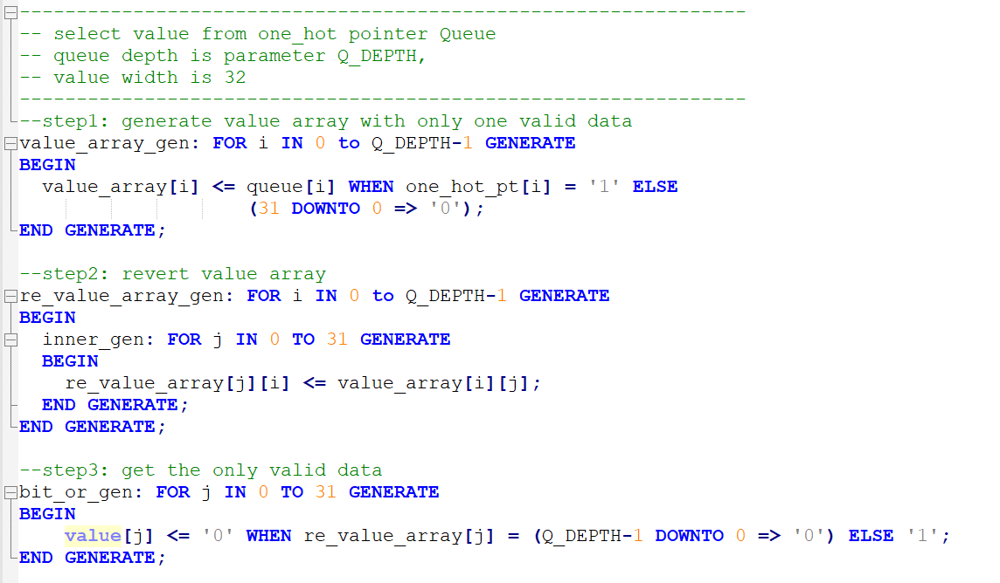 ----------------------------------------------------------------
-- select value from one_hot pointer Queue
-- queue depth is parameter Q_DEPTH,
-- value width is 32
----------------------------------------------------------------
--step1: generate value array with only one valid data
value_array_gen: FOR i IN 0 to Q_DEPTH-1 GENERATE
BEGIN
  value_array[i] <= queue[i] WHEN one_hot_pt[i] = '1' ELSE
                    (31 DOWNTO 0 => '0');
END GENERATE;

--step2: revert value array
re_value_array_gen: FOR i IN 0 to Q_DEPTH-1 GENERATE
BEGIN
  inner_gen: FOR j IN 0 TO 31 GENERATE
  BEGIN
    re_value_array[j][i] <= value_array[i][j];
  END GENERATE;
END GENERATE;

--step3: get the only valid data
bit_or_gen: FOR j IN 0 TO 31 GENERATE
BEGIN
    value[j] <= '0' WHEN re_value_array[j] = (Q_DEPTH-1 DOWNTO 0 => '0') ELSE '1';
END GENERATE;